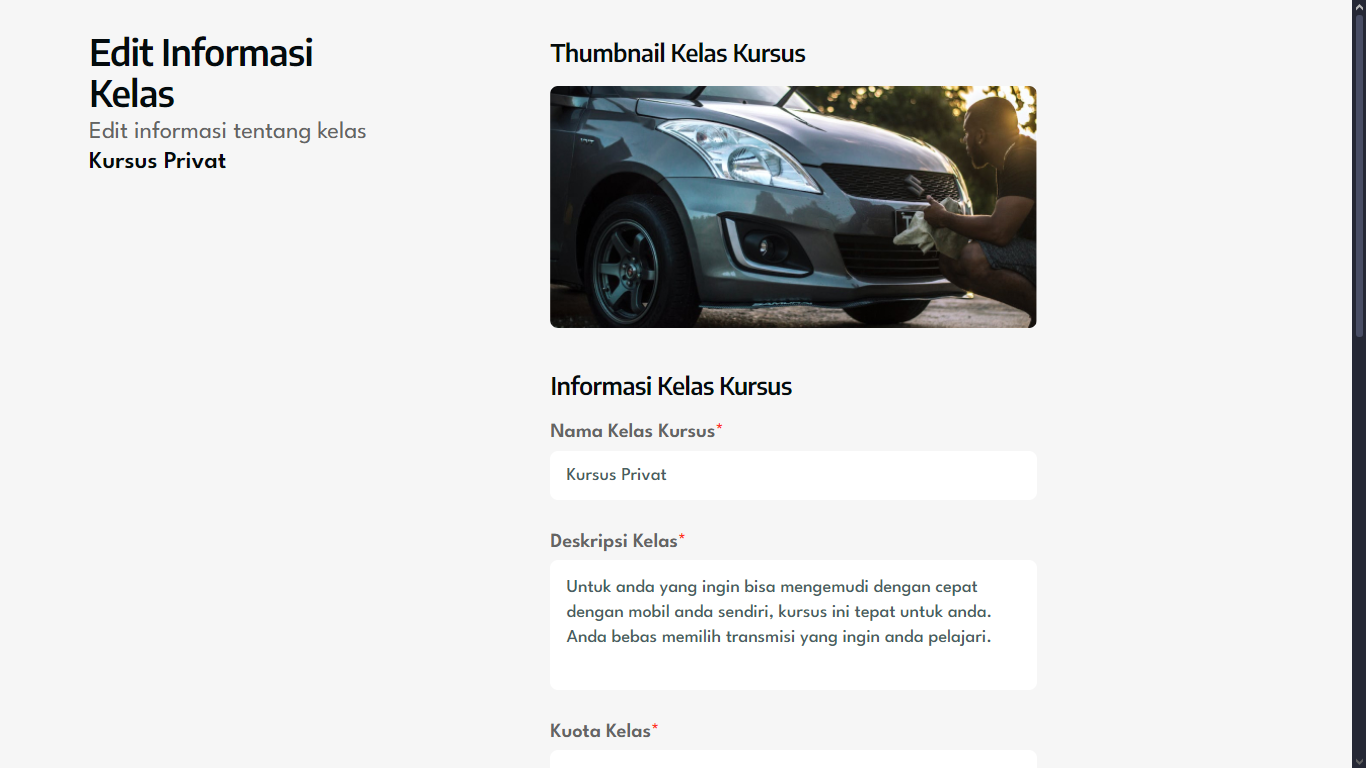 Edit Informasi
Kelas
Edit informasi tentang kelas
Kursus Privat
Thumbnail Kelas Kursus
Informasi Kelas Kursus
Nama Kelas Kursus*
Kursus Privat
Deskripsi Kelas*
Untuk anda yang ingin bisa mengemudi dengan cepat
dengan mobil anda sendiri, kursus ini tepat untuk anda.
Anda bebas memilih transmisi yang ingin anda pelajari.
Kuota Kelas*